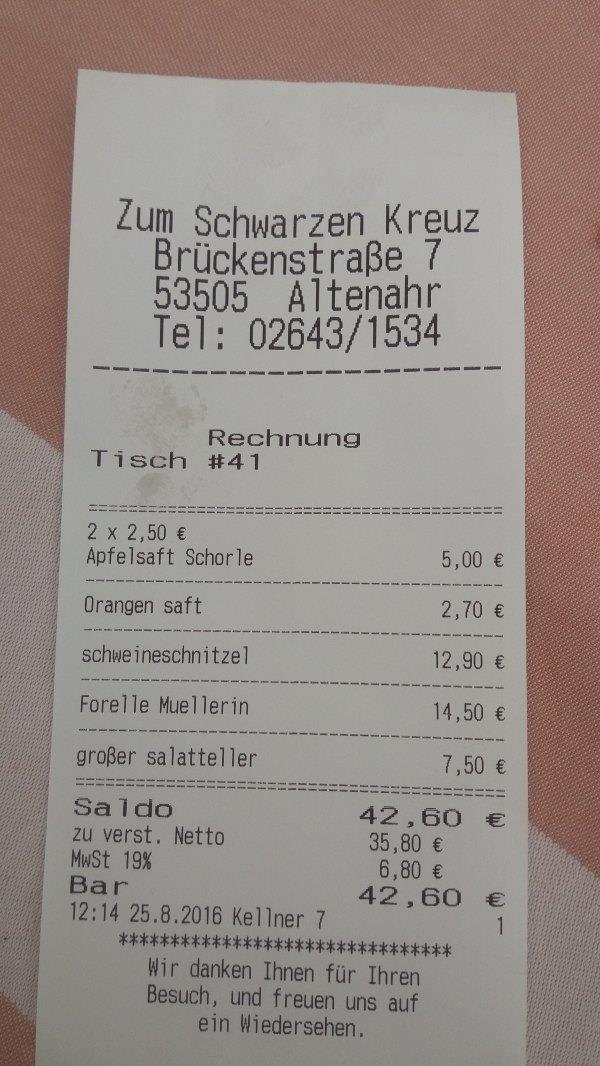 Zum Schwarzen Kreuz
Brückenstraße 7
53505 Altenahr
Tel: 02643/1534
Rechnung
Tisch #41
2 x 2,50 €
Apfelsaft Schorle 5,00 €
Orangen saft 2,70 €
schweineschnitzel 12,90 €
Forelle Muellerin 14,50 €
großer salatteller 7,50 €
Saldo 42,60 €
zu verst. Netto 35,80 €
MwSt 19% 6,80 €
Bar 42,60 €
12:14 25.8.2016 Kellner 7 1
********************************
Wir danken Ihnen für Ihren
Besuch, und freuen uns auf
ein Wiedersehen.